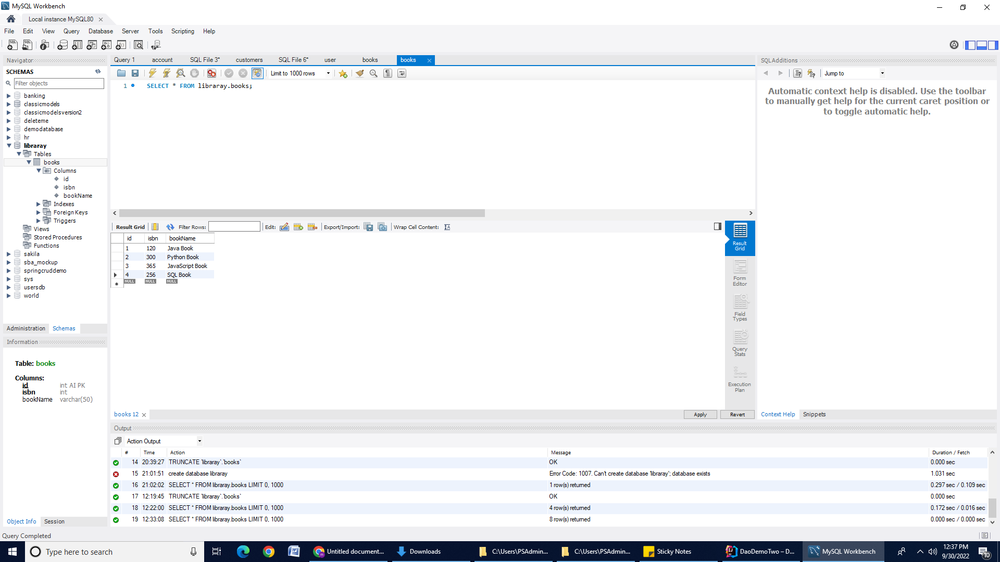 MySQL Workbench
Local instance MySQL80
File Edit View Query Database Server Tools Scripting Help
Navigator
SCHEMAS
Filter objects
banking
classicmodels
classicmodelsversion2
deleteme
demodatabase
hr
libraray
Tables
books
Columns
id
isbn
bookName
Indexes
Foreign Keys
Triggers
Views
Stored Procedures
Functions
sakila
sba_mockup
springcruddemo
sys
usersdb
world
Administration Schemas
Information
Table: books
Columns:
id int AI PK
isbn int
bookName varchar(50)
Object Info Session
Query 1 account SQL File 3* customers SQL File 6* user books books
Limit to 1000 rows
1 SELECT * FROM libraray.books;
Result Grid Filter Rows: Edit: Export/Import: Wrap Cell Content:
id isbn bookName
1 120 Java Book
2 300 Python Book
3 365 JavaScript Book
4 256 SQL Book
NULL NULL NULL
Result Grid
Form Editor
Field Types
Query Stats
Execution Plan
books 12
Apply Revert
SQLAdditions
Jump to
Automatic context help is disabled. Use the toolbar
to manually get help for the current caret position or
to toggle automatic help.
Context Help Snippets
Output
Action Output
# Time Action Message Duration / Fetch
14 20:39:27 TRUNCATE `libraray`.`books` OK 0.000 sec
15 21:01:51 create database libraray Error Code: 1007. Can't create database 'libraray'; database exists 1.031 sec
16 21:02:02 SELECT * FROM libraray.books LIMIT 0, 1000 1 row(s) returned 0.297 sec / 0.109 sec
17 12:19:45 TRUNCATE `libraray`.`books` OK 0.000 sec
18 12:22:00 SELECT * FROM libraray.books LIMIT 0, 1000 4 row(s) returned 0.172 sec / 0.016 sec
19 12:33:08 SELECT * FROM libraray.books LIMIT 0, 1000 8 row(s) returned 0.000 sec / 0.000 sec
Query Completed
Type here to search
Untitled document...
Downloads
C:\Users\PSAdmin...
C:\Users\PSAdmin...
Sticky Notes
DaoDemoTwo – D...
MySQL Workbench
12:37 PM
9/30/2022
10